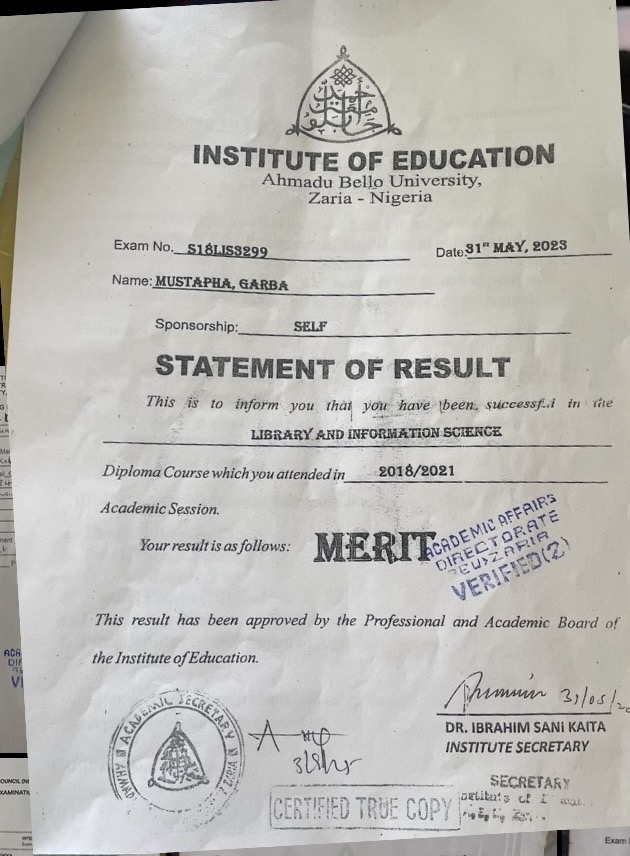 INSTITUTE OF EDUCATION
Ahmadu Bello University,
Zaria - Nigeria
Exam No. S18LIS3299
Date: 31st MAY, 2023
Name: MUSTAPHA, GARBA
Sponsorship: SELF
STATEMENT OF RESULT
This is to inform you that you have been, in the
LIBRARY AND INFORMATION SCIENCE
Diploma Course which you attended in 2018/2021
Academic Session.
Your result is as follows: MERIT
ACADEMIC AFFAIRS
DIRECTORATE
ZARIA
VERIFIED(2)
This result has been approved by the Professional and Academic Board of
the Institute of Education.
31/05/
DR. IBRAHIM SANI KAITA
INSTITUTE SECRETARY
ACADEMIC SECRETARY
ZARIA
SECRETARY
CERTIFIED TRUE COPY